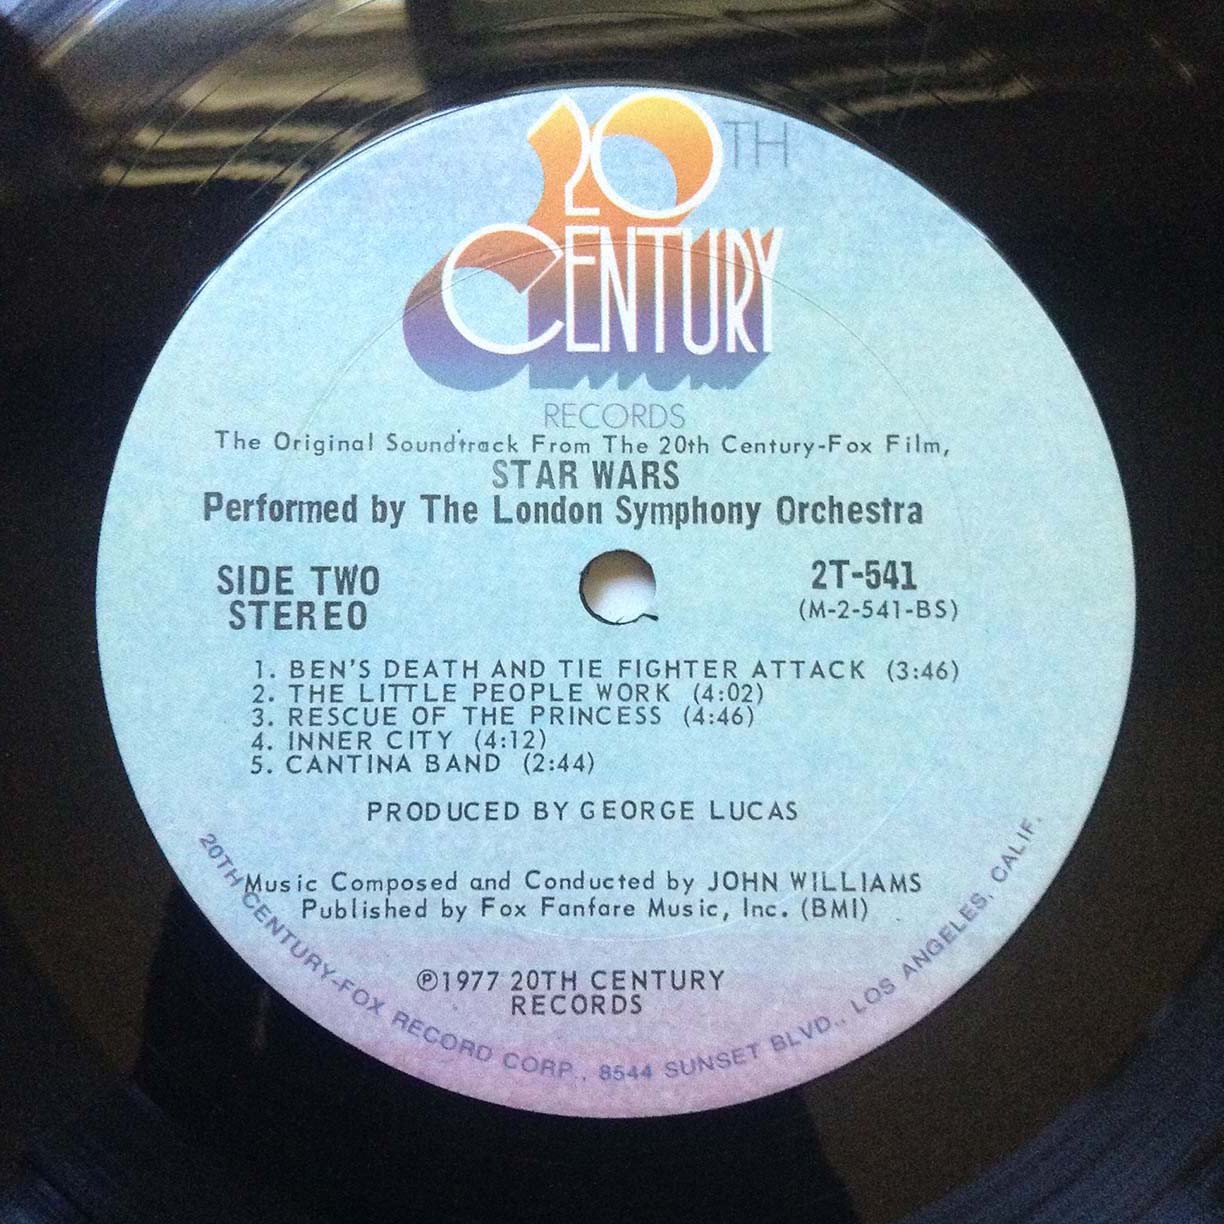 20TH
CENTURY
RECORDS
The Original Soundtrack From The 20th Century-Fox Film,
STAR WARS
Performed by The London Symphony Orchestra
SIDE TWO
STEREO
2T-541
(M-2-541-BS)
1. BEN'S DEATH AND TIE FIGHTER ATTACK (3:46)
2. THE LITTLE PEOPLE WORK (4:02)
3. RESCUE OF THE PRINCESS (4:46)
4. INNER CITY (4:12)
5. CANTINA BAND (2:44)
PRODUCED BY GEORGE LUCAS
Music Composed and Conducted by JOHN WILLIAMS
Published by Fox Fanfare Music, Inc. (BMI)
℗1977 20TH CENTURY
RECORDS
20TH CENTURY-FOX RECORD CORP., 8544 SUNSET BLVD., LOS ANGELES, CALIF.